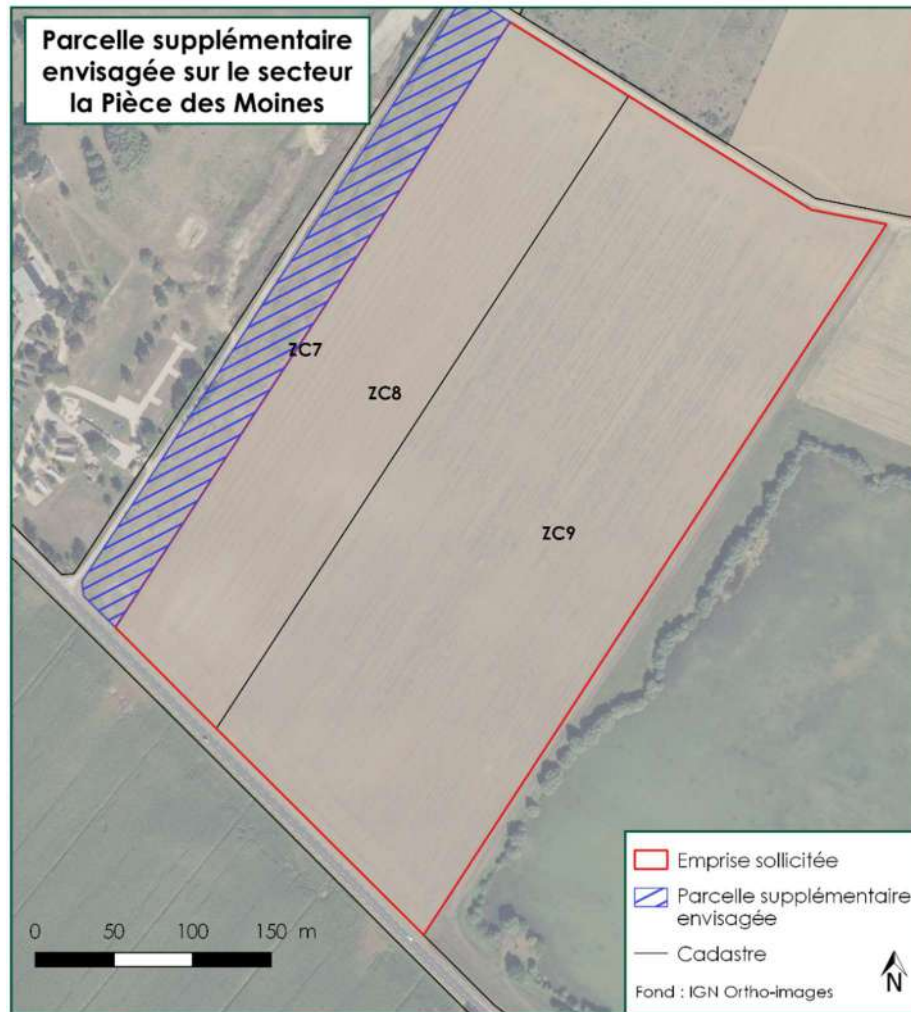 Parcelle supplémentaire
envisagée sur le secteur
la Pièce des Moines
ZC7
ZC8
ZC9
0 50 100 150 m
Emprise sollicitée
Parcelle supplémentaire
envisagée
Cadastre
Fond : IGN Ortho-images
N